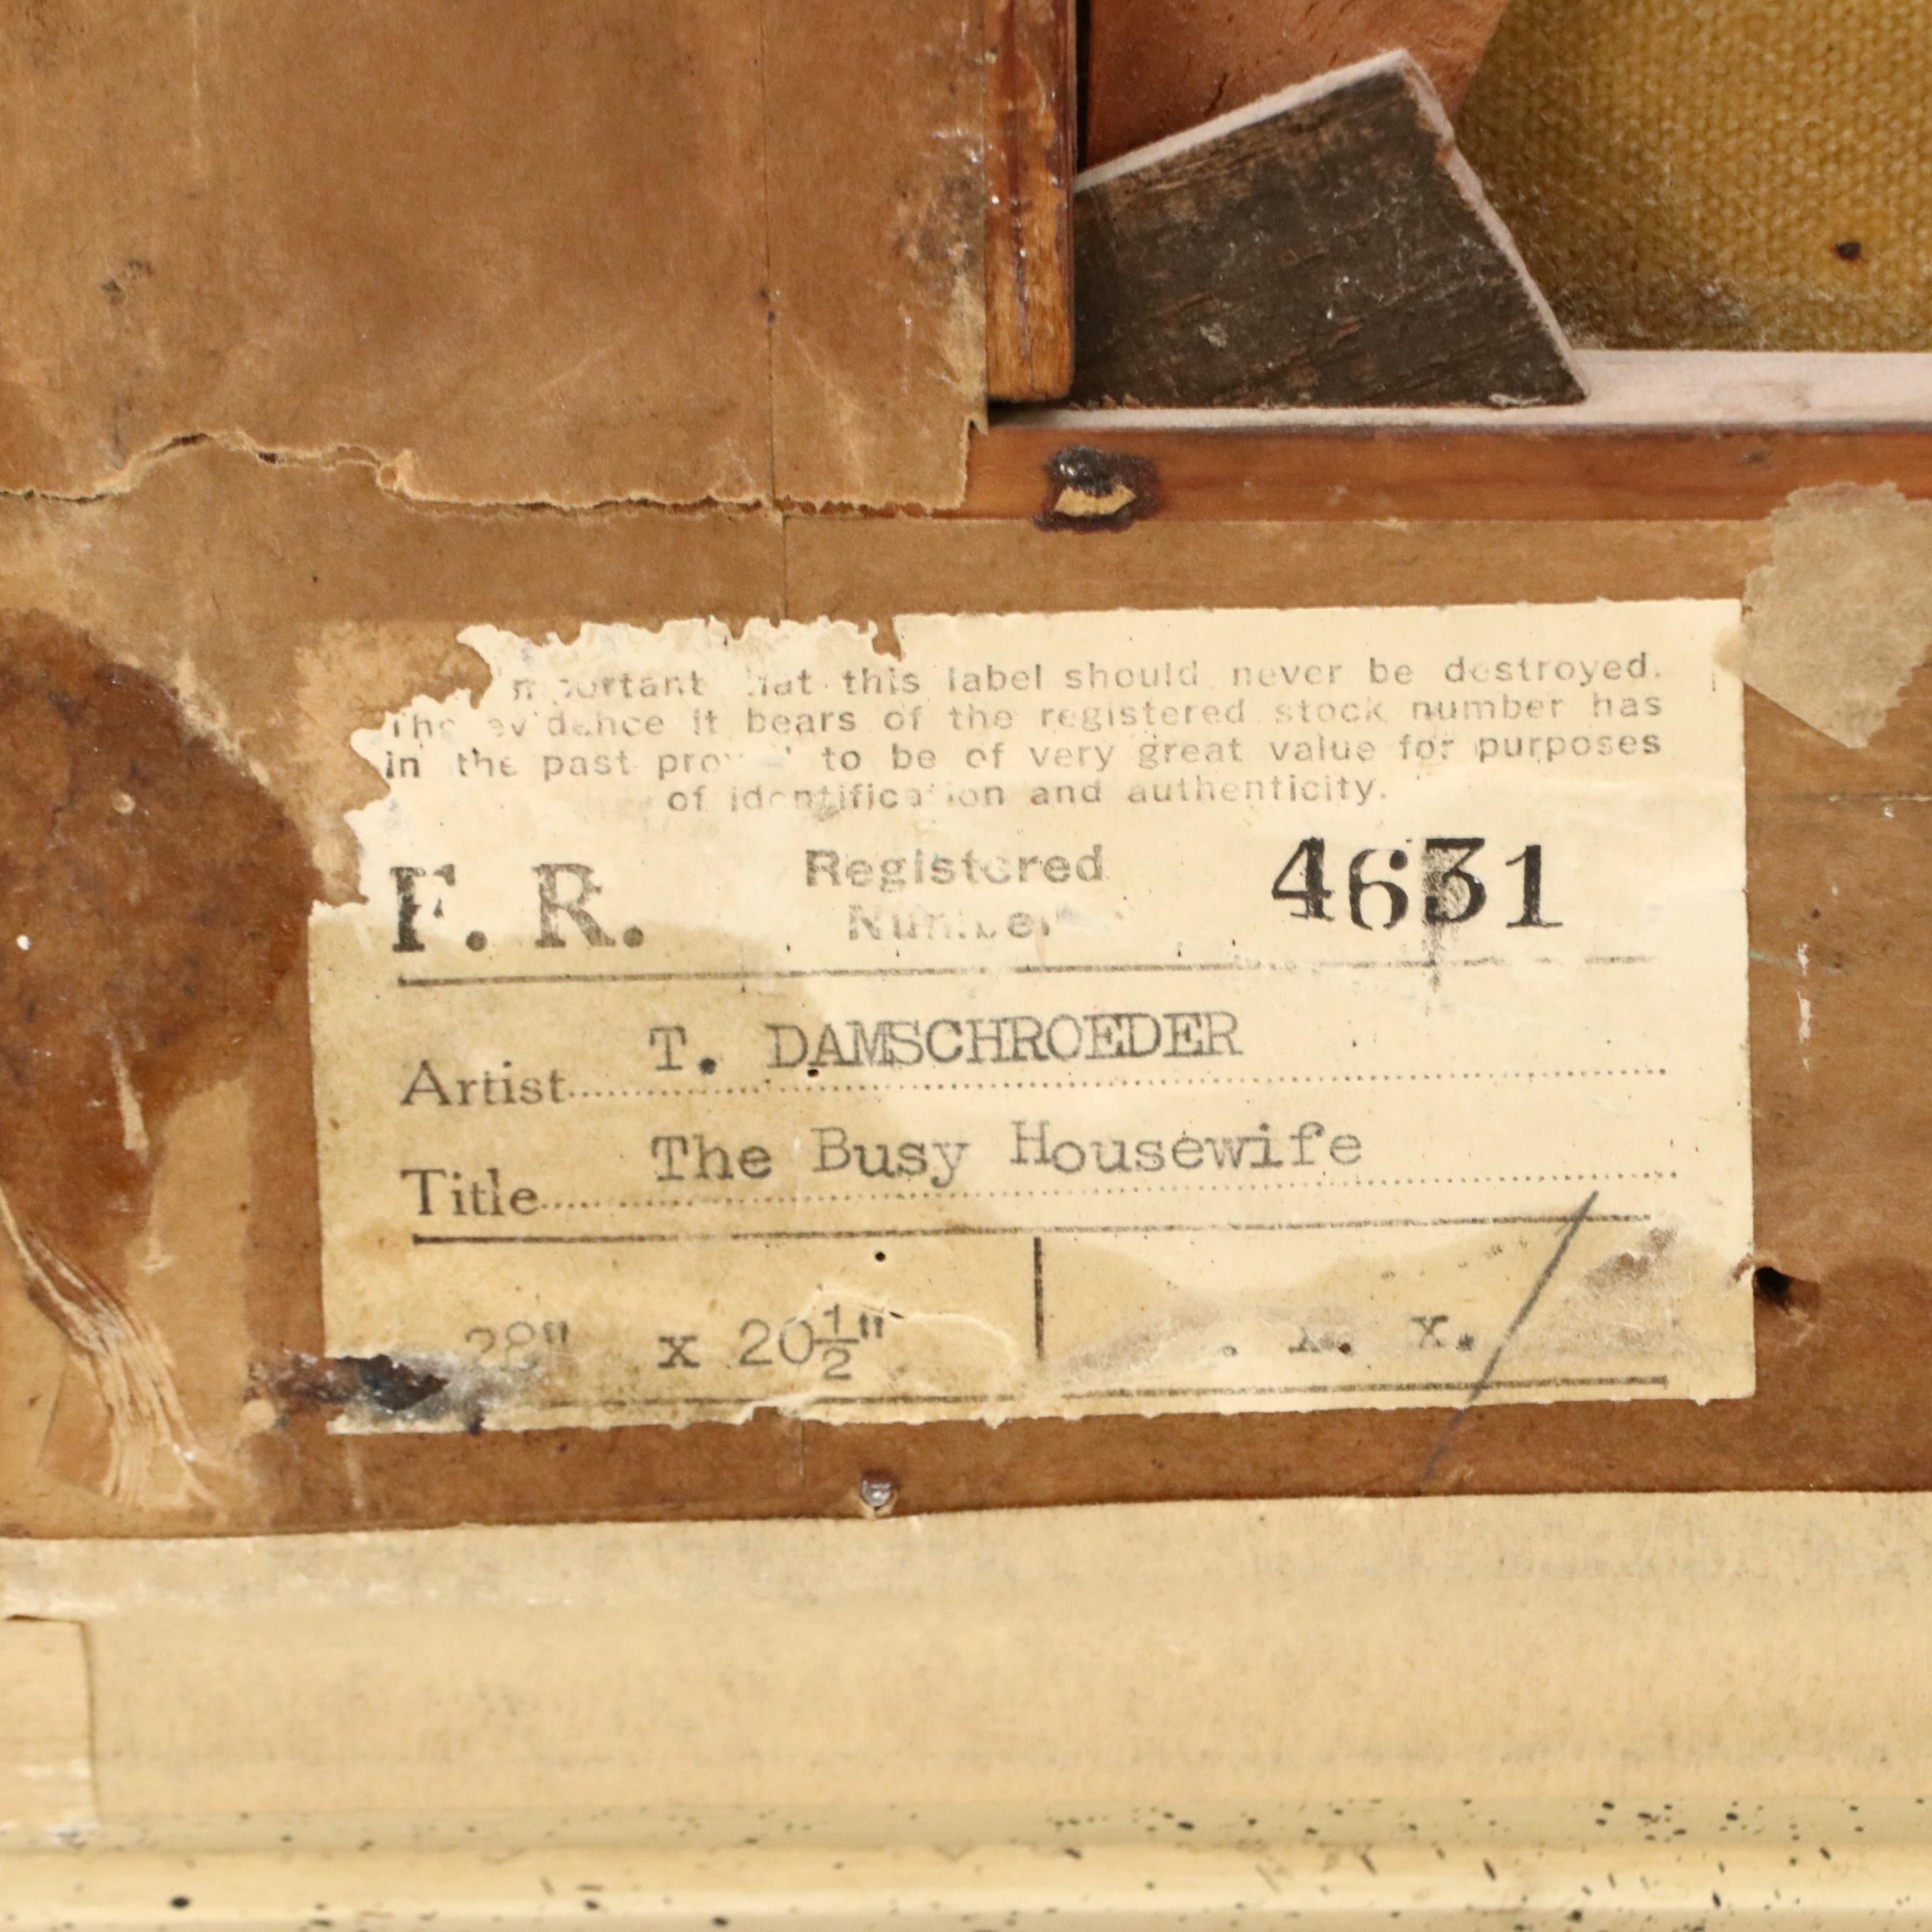 that this label should never be destroyed.
The evidence it bears of the registered stock number has
in the past to be of very great value for purposes
of identification and authenticity.
F. R. Registered Number 4631
Artist T. DAMSCHROEDER
Title The Busy Housewife
28" x 20½" x.